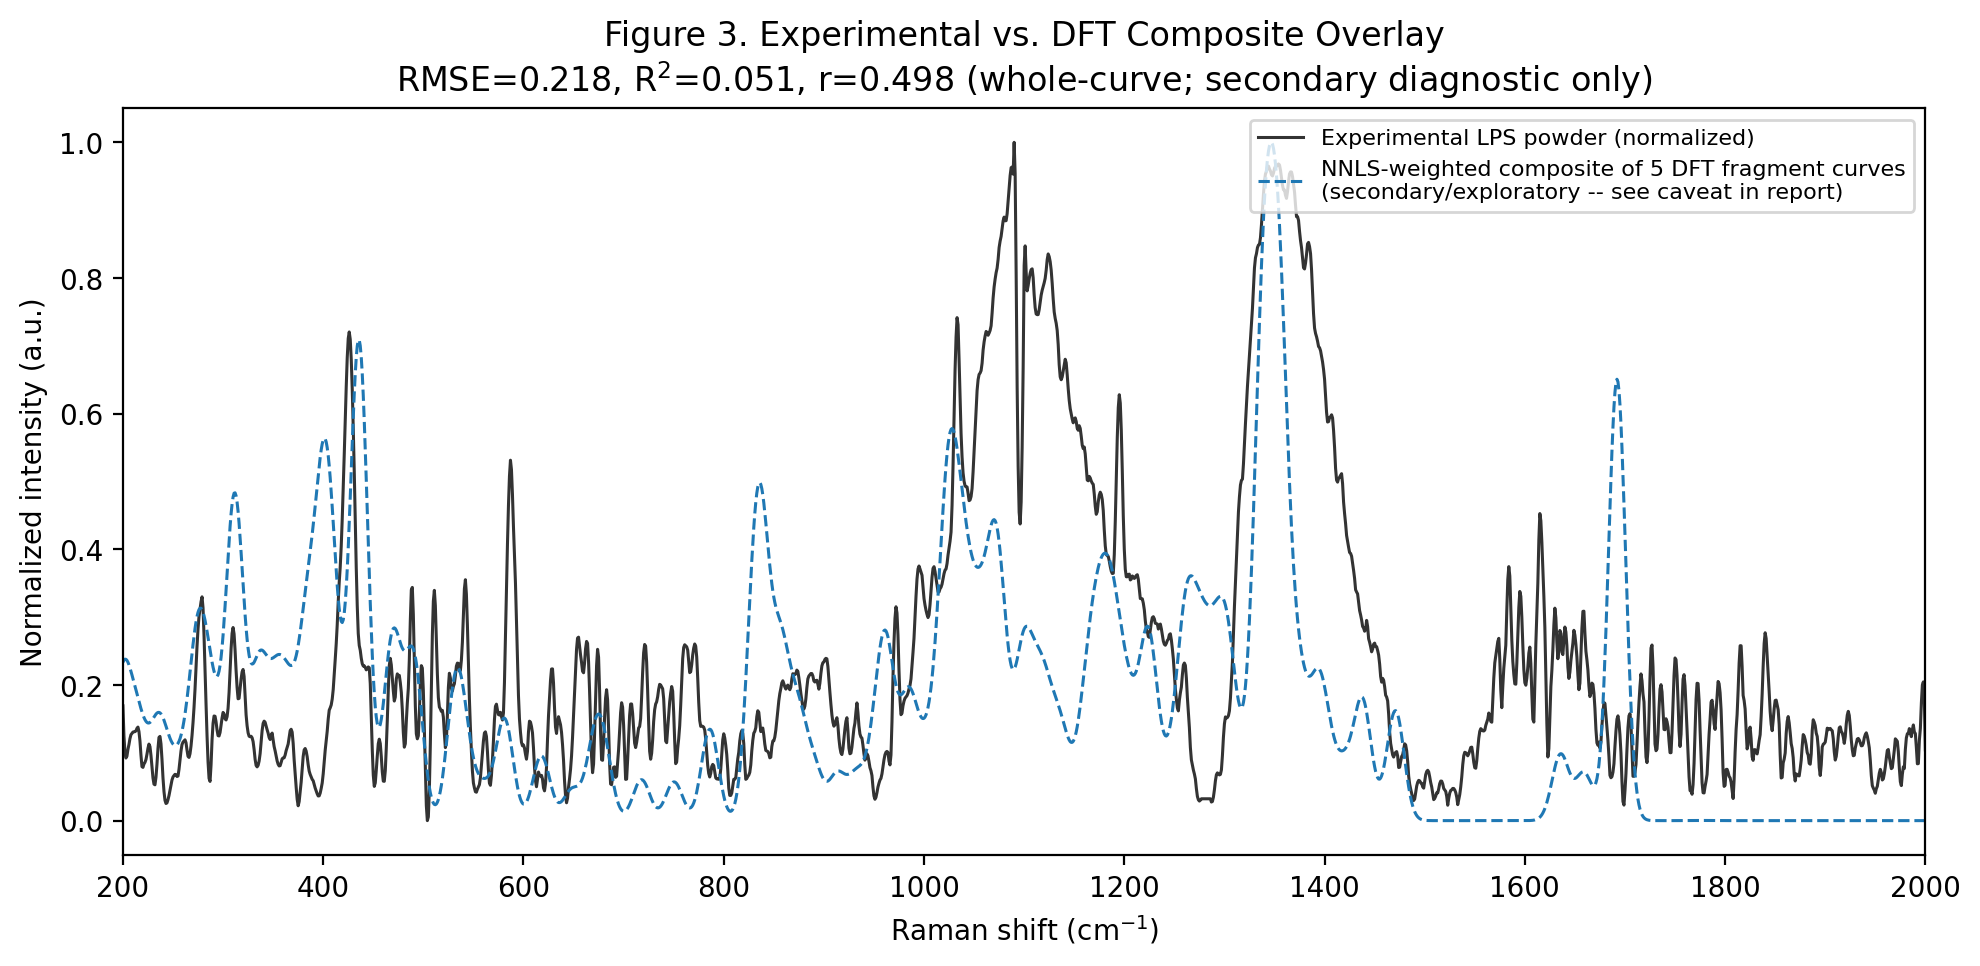 Figure 3. Experimental vs. DFT Composite Overlay
RMSE=0.218, R²=0.051, r=0.498 (whole-curve; secondary diagnostic only)
Experimental LPS powder (normalized)
NNLS-weighted composite of 5 DFT fragment curves
(secondary/exploratory -- see caveat in report)
Normalized intensity (a.u.)
1.0
0.8
0.6
0.4
0.2
0.0
200 400 600 800 1000 1200 1400 1600 1800 2000
Raman shift (cm⁻¹)